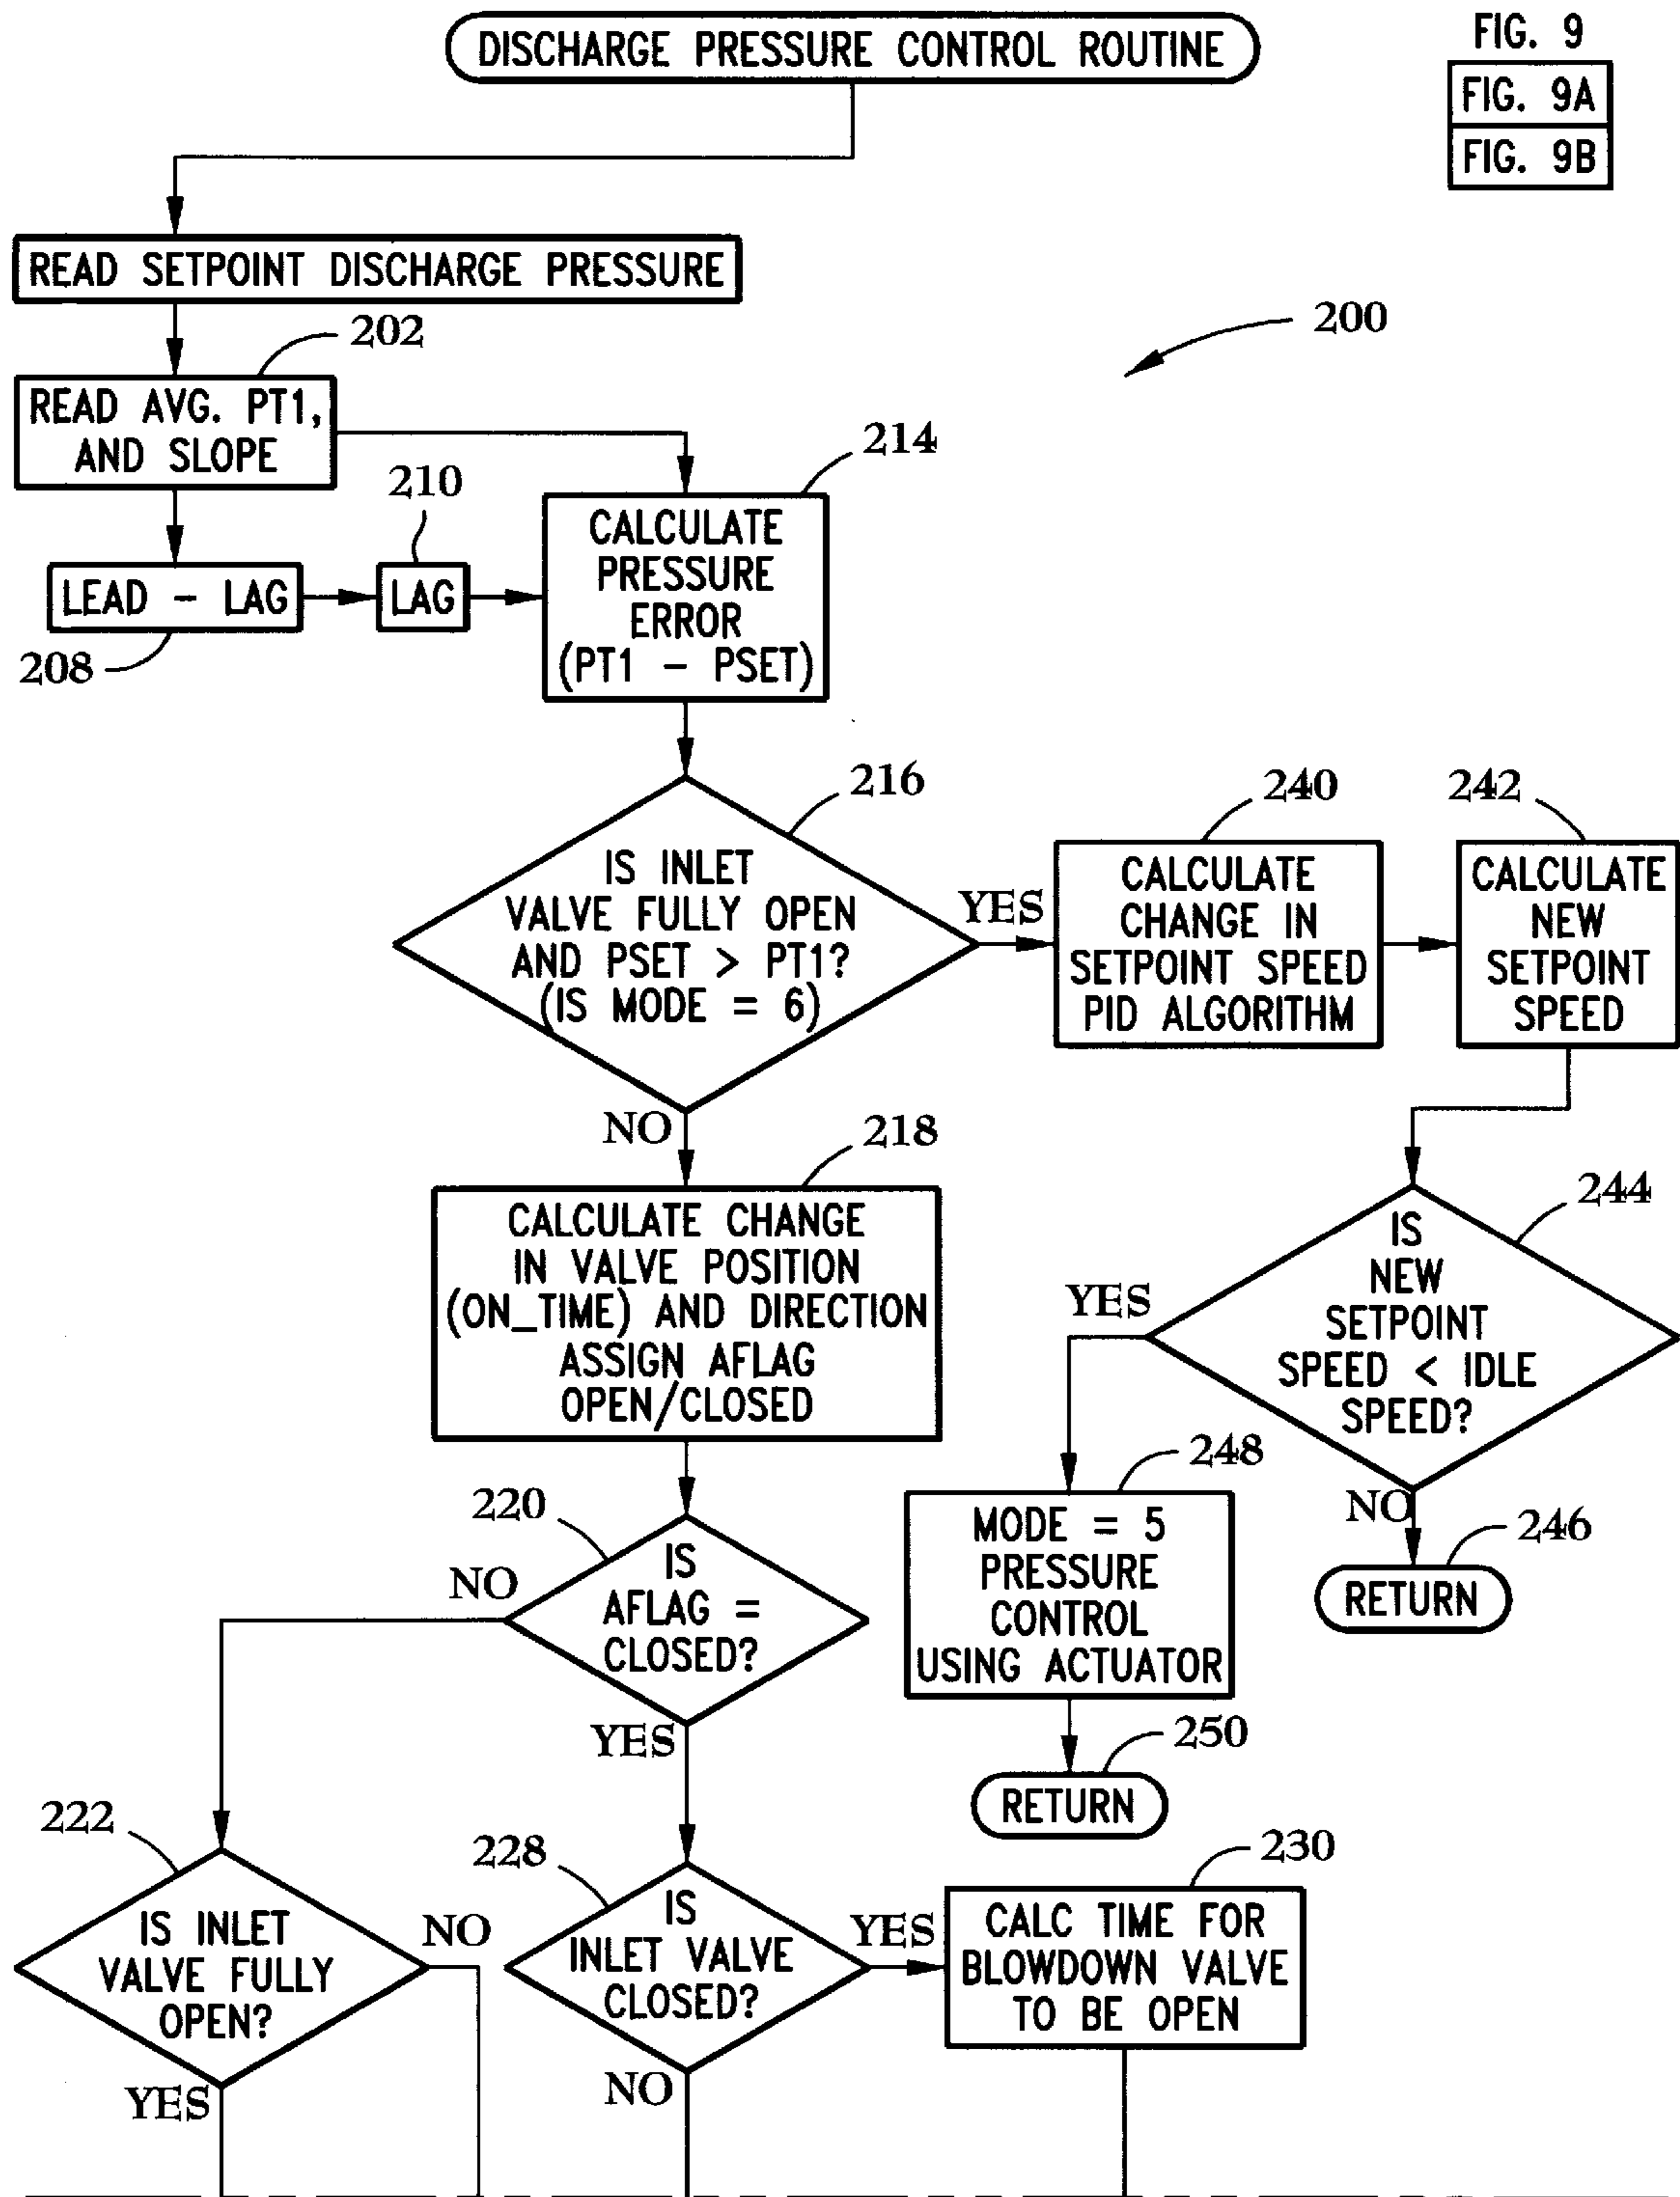 DISCHARGE PRESSURE CONTROL ROUTINE
FIG. 9
FIG. 9A
FIG. 9B
READ SETPOINT DISCHARGE PRESSURE
200
202
READ AVG. PT1,
AND SLOPE
214
210
CALCULATE
PRESSURE
ERROR
(PT1 - PSET)
LEAD - LAG
LAG
208
216
240
242
IS INLET
VALVE FULLY OPEN
AND PSET > PT1?
(IS MODE = 6)
YES
CALCULATE
CHANGE IN
SETPOINT SPEED
PID ALGORITHM
CALCULATE
NEW
SETPOINT
SPEED
NO
218
CALCULATE CHANGE
IN VALVE POSITION
(ON_TIME) AND DIRECTION
ASSIGN AFLAG
OPEN/CLOSED
244
IS
NEW
SETPOINT
SPEED < IDLE
SPEED?
YES
NO
246
RETURN
248
MODE = 5
PRESSURE
CONTROL
USING ACTUATOR
250
RETURN
220
IS
AFLAG =
CLOSED?
NO
YES
222
IS INLET
VALVE FULLY
OPEN?
NO
YES
228
IS
INLET VALVE
CLOSED?
YES
NO
230
CALC TIME FOR
BLOWDOWN VALVE
TO BE OPEN